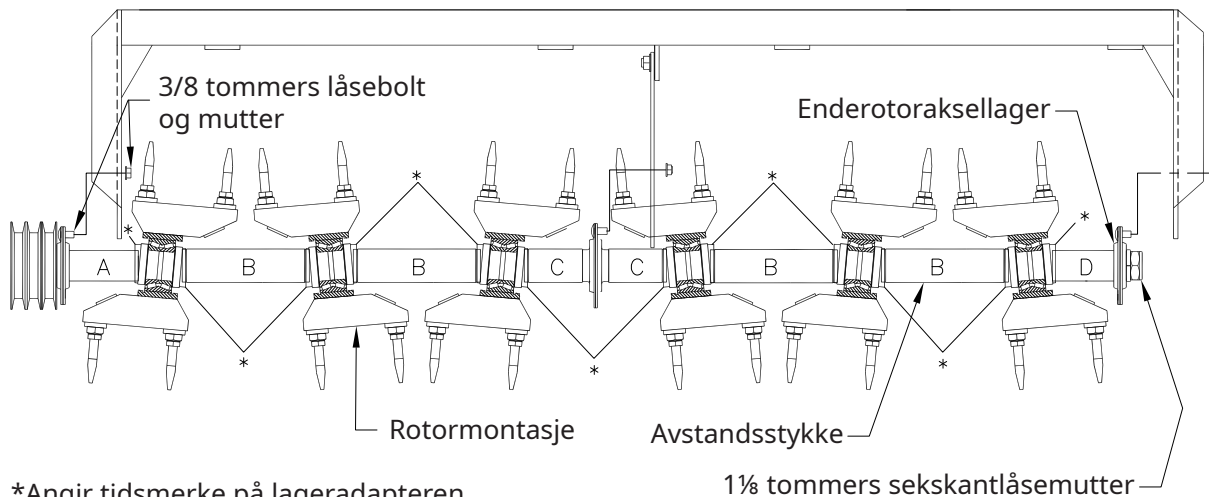 3/8 tommers låsebolt
og mutter
Enderotoraksellager
*
*
*
*
A
B
B
C
C
B
B
D
*
*
*
Rotormontasje
Avstandsstykke
*Angir tidsmerke på lageradapteren
1⅛ tommers sekskantlåsemutter